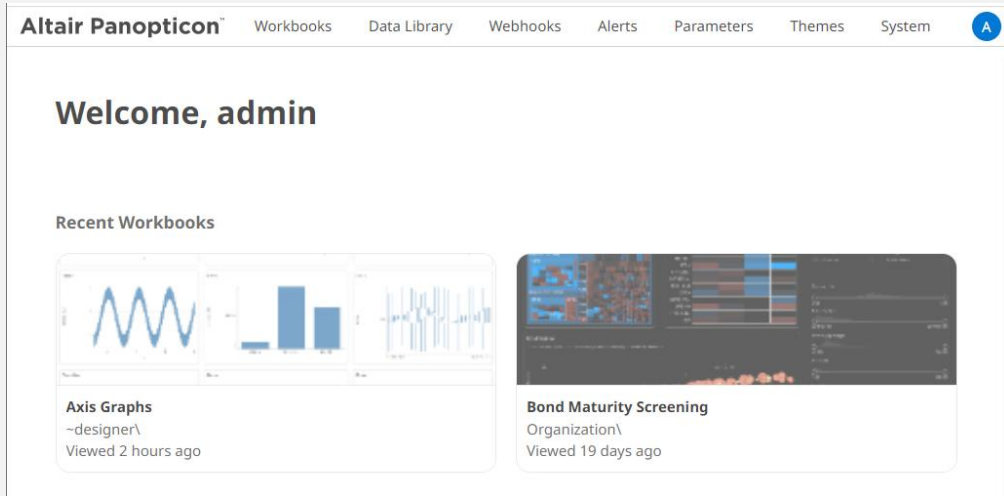 Altair Panopticon™ Workbooks Data Library Webhooks Alerts Parameters Themes System A
Welcome, admin
Recent Workbooks
Axis Graphs
~designer\
Viewed 2 hours ago
Bond Maturity Screening
Organization\
Viewed 19 days ago